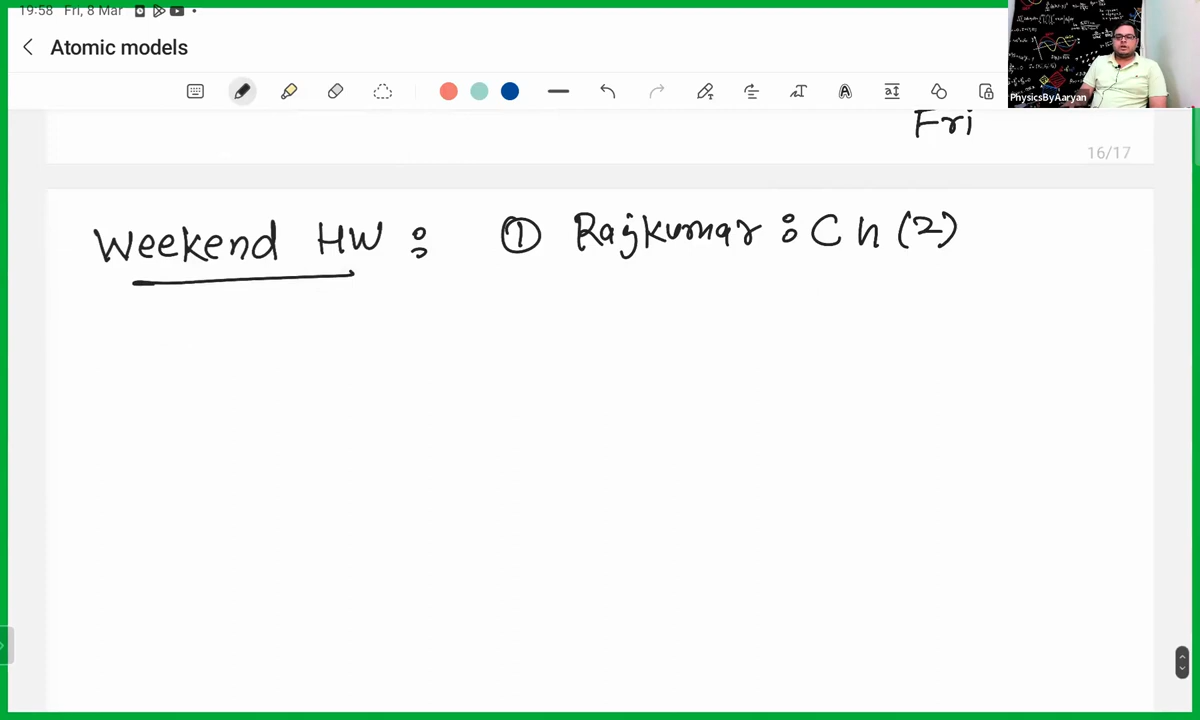 19:58 Fri, 8 Mar
Atomic models
PhysicsByAaryan
Fri
16/17
Weekend HW : ① Rajkumar : Ch (2)